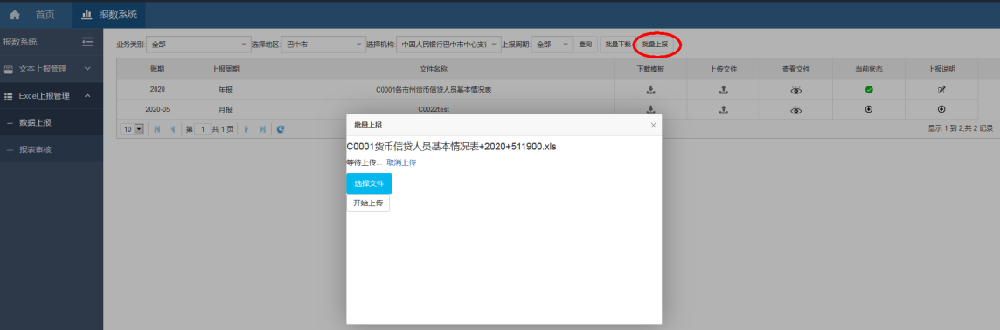 首页 报数系统
报数系统
文本上报管理
Excel上报管理
数据上报
报表审核
业务类别: 全部 选择地区: 巴中市 选择机构: 中国人民银行巴中市中心支行 上报周期: 全部 查询 批量下载 批量上报
账期 上报周期 文件名称 下载模板 上传文件 查看文件 当前状态 上报说明
2020 年报 C0001各市州货币信贷人员基本情况表
2020-05 月报 C0022test
10 第 1 共 1 页 显示 1 到 2,共 2 记录
批量上报 ×
C0001货币信贷人员基本情况表+2020+511900.xls
等待上传... 取消上传
选择文件
开始上传